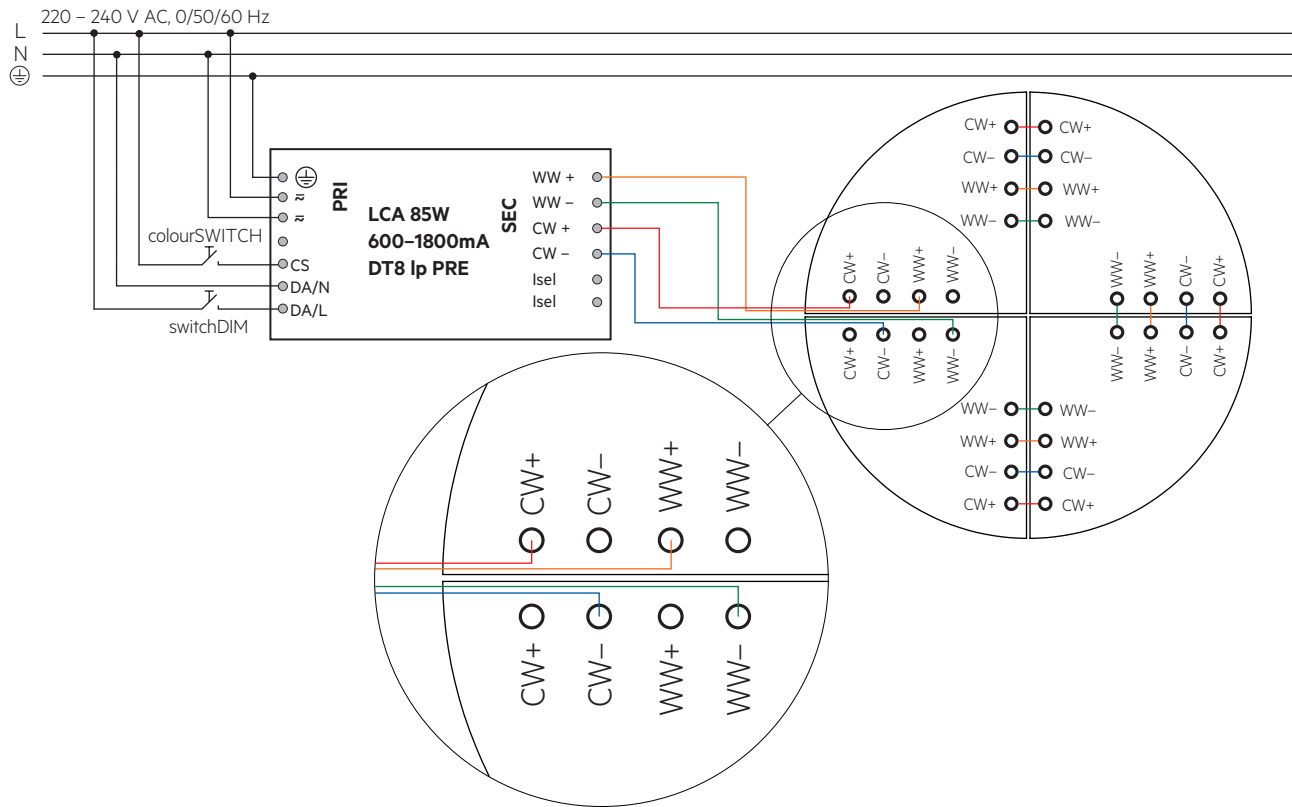 220 – 240 V AC, 0/50/60 Hz
L
N
PRI
≂
≂
colourSWITCH
CS
DA/N
switchDIM
DA/L
LCA 85W
600–1800mA
DT8 lp PRE
SEC
WW +
WW –
CW +
CW –
Isel
Isel
CW+ CW+
CW– CW–
WW+ WW+
WW– WW–
CW+ CW– WW+ WW–
CW+ CW– WW+ WW–
WW– WW+ CW– CW+
WW– WW+ CW– CW+
WW– WW–
WW+ WW+
CW– CW–
CW+ CW+
CW+ CW– WW+ WW–
CW+ CW– WW+ WW–